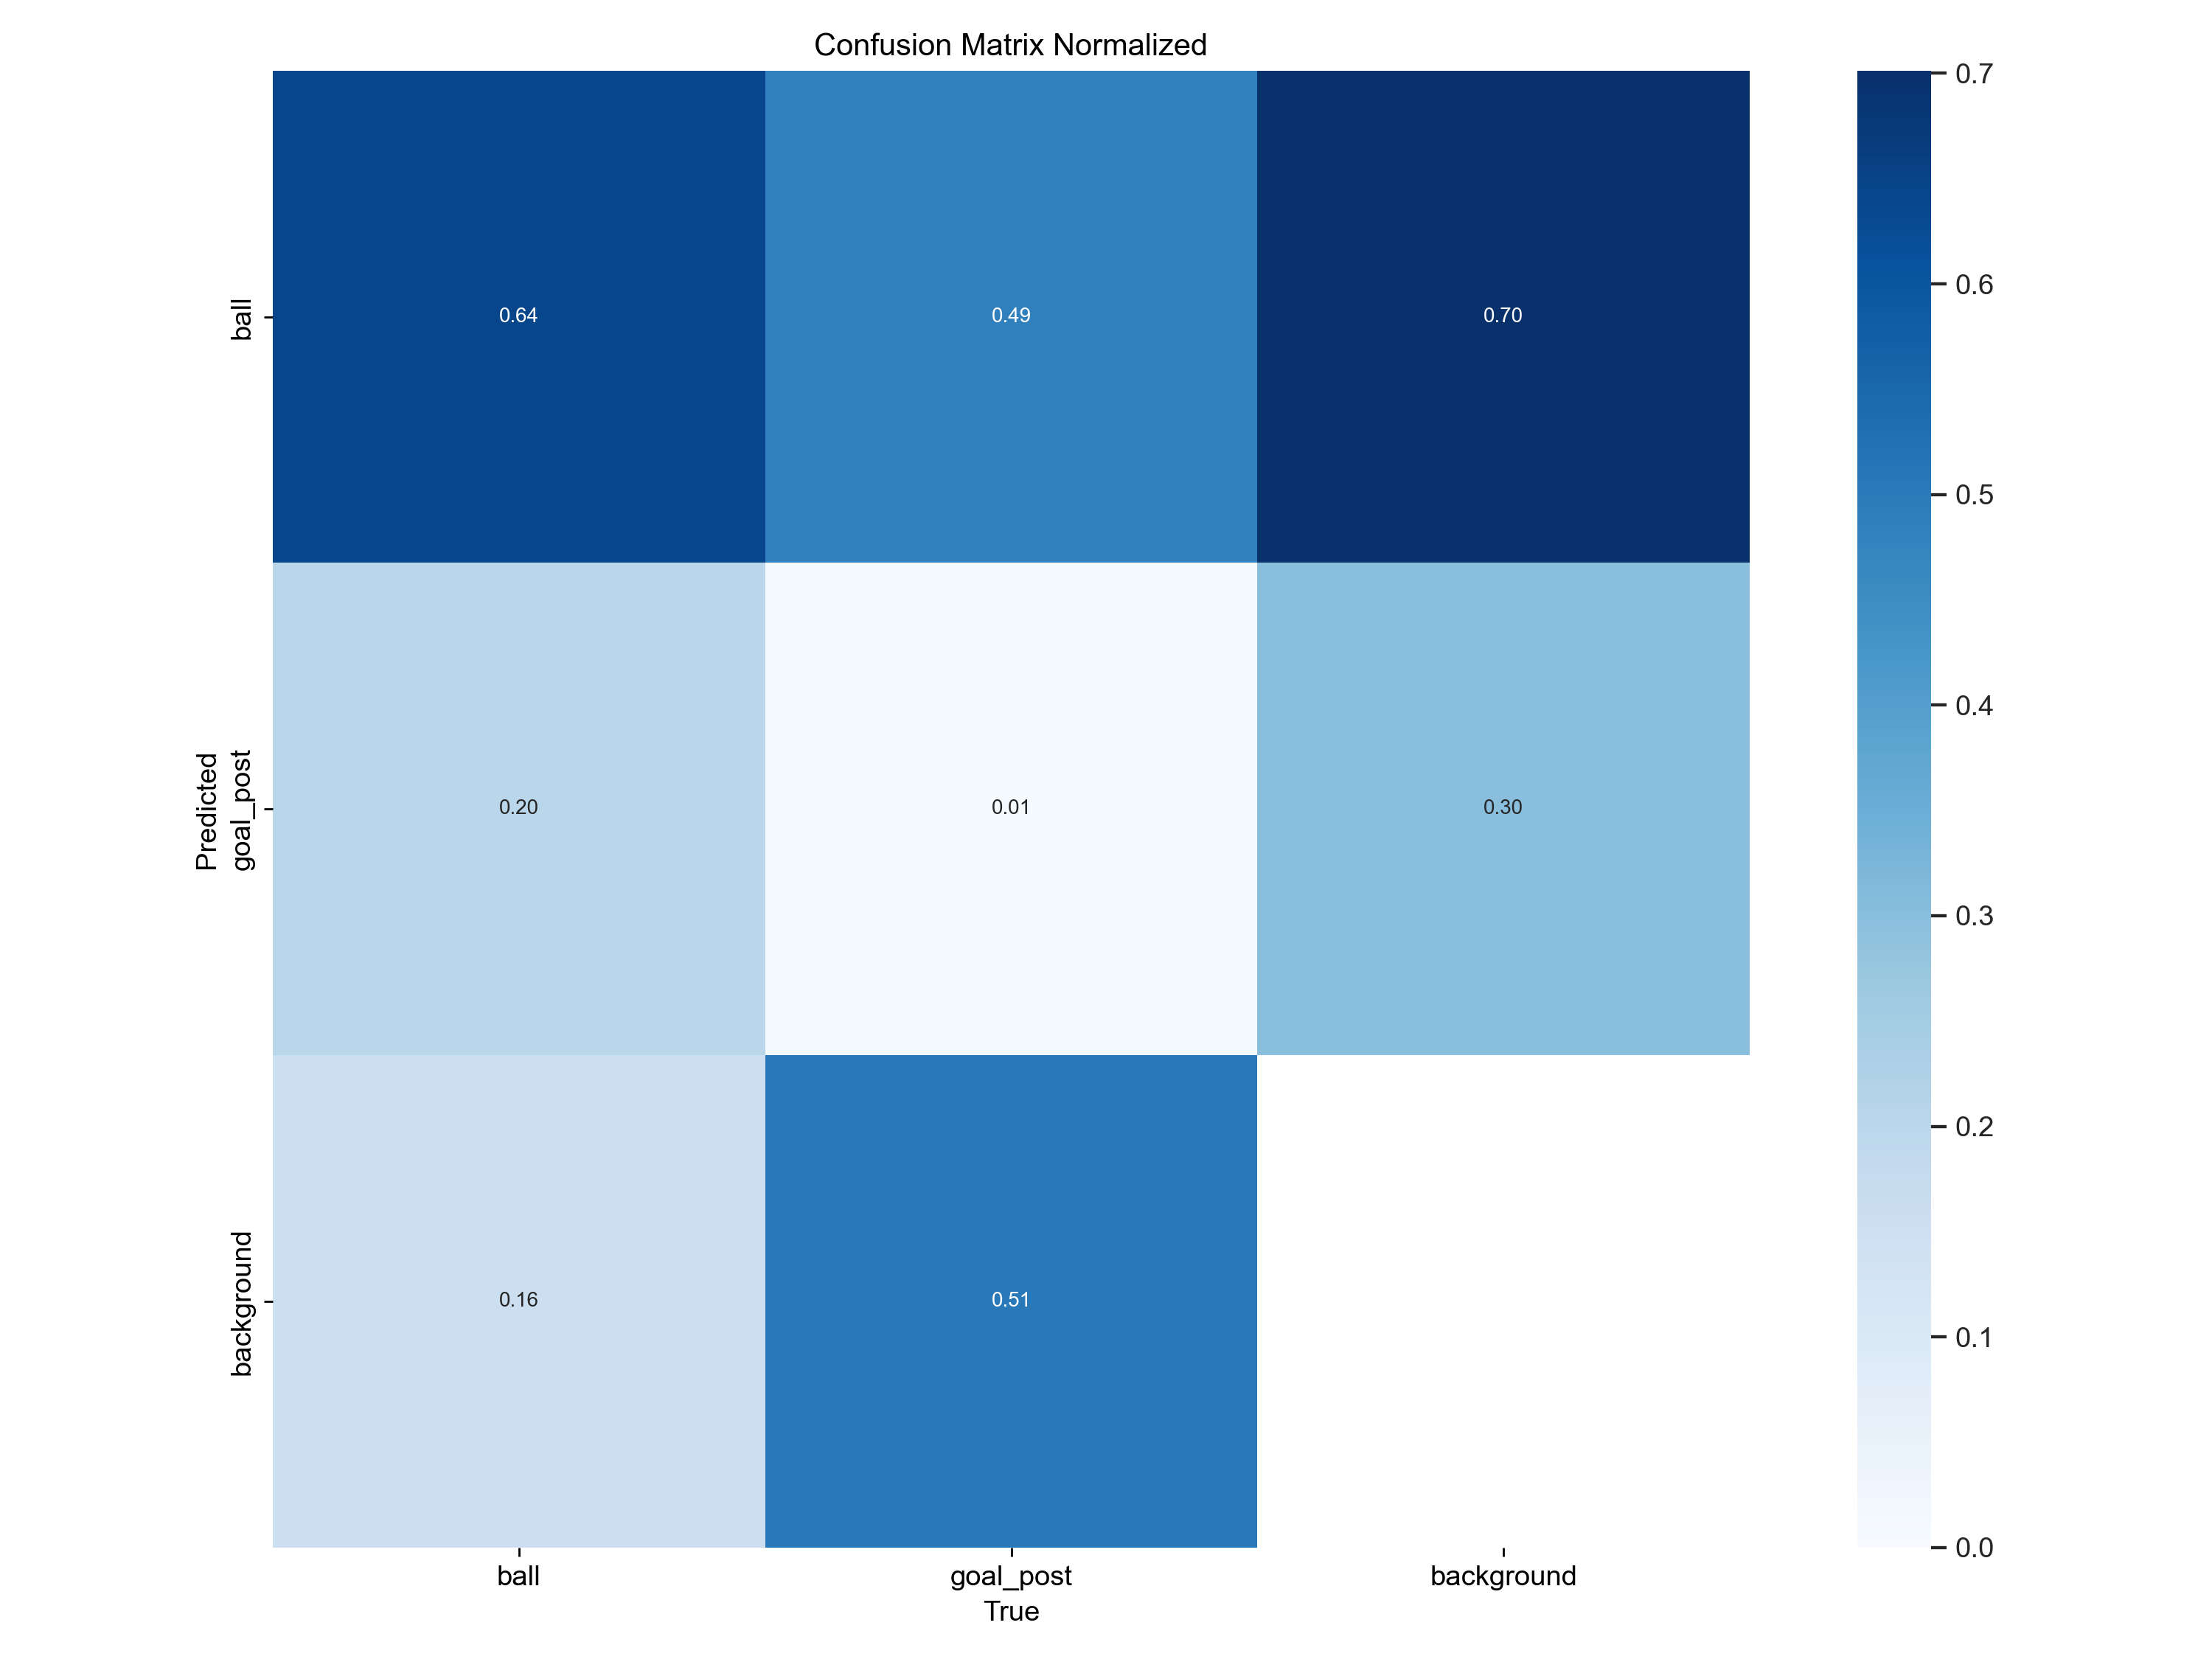 Confusion Matrix Normalized
ball
goal_post
background
Predicted
0.64 0.49 0.70
0.20 0.01 0.30
0.16 0.51
ball goal_post background
True
0.7
0.6
0.5
0.4
0.3
0.2
0.1
0.0